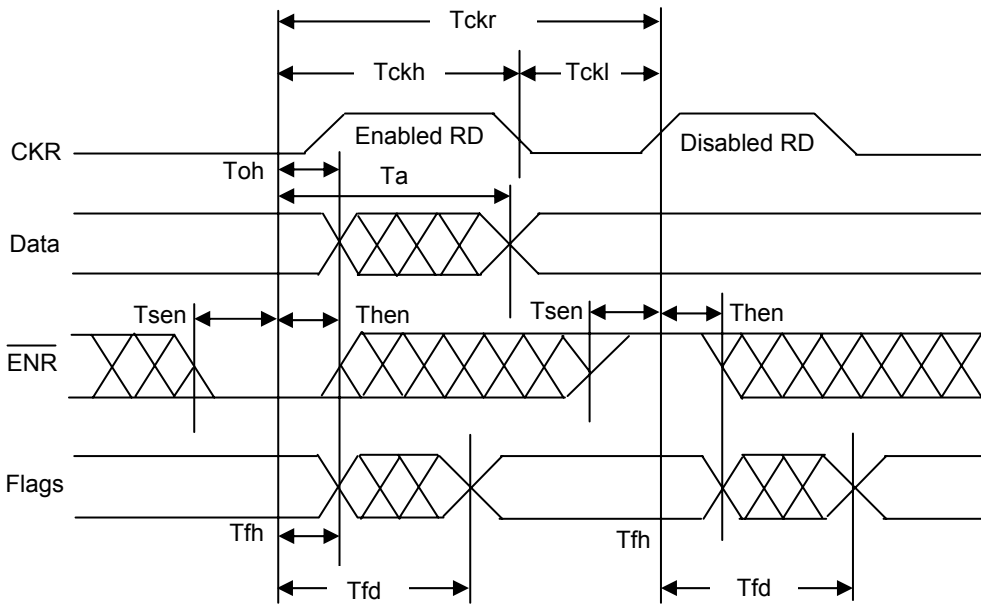 Tckr
Tckh Tckl
CKR Enabled RD Disabled RD
Toh Ta
Data
Tsen Then Tsen Then
ENR
Flags
Tfh Tfh
Tfd Tfd